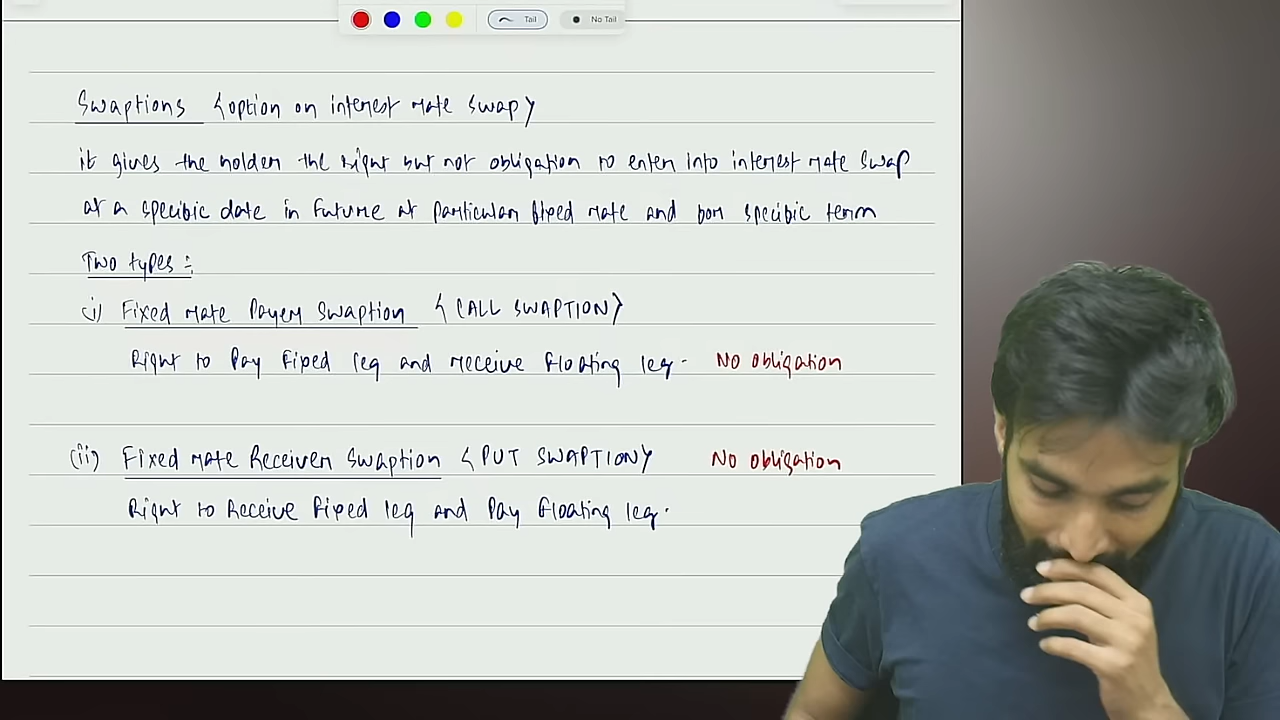 Tail
No Tail
Swaptions {option on interest rate swap}
it gives the holder the right but not obligation to enter into interest rate swap
at a specific date in future at particular fixed rate and for specific term
Two types :-
(i) Fixed rate Payer Swaption {CALL SWAPTION}
Right to Pay Fixed leg and receive floating leg. No obligation
(ii) Fixed rate Receiver Swaption {PUT SWAPTION} No obligation
Right to Receive Fixed leg and Pay floating leg.